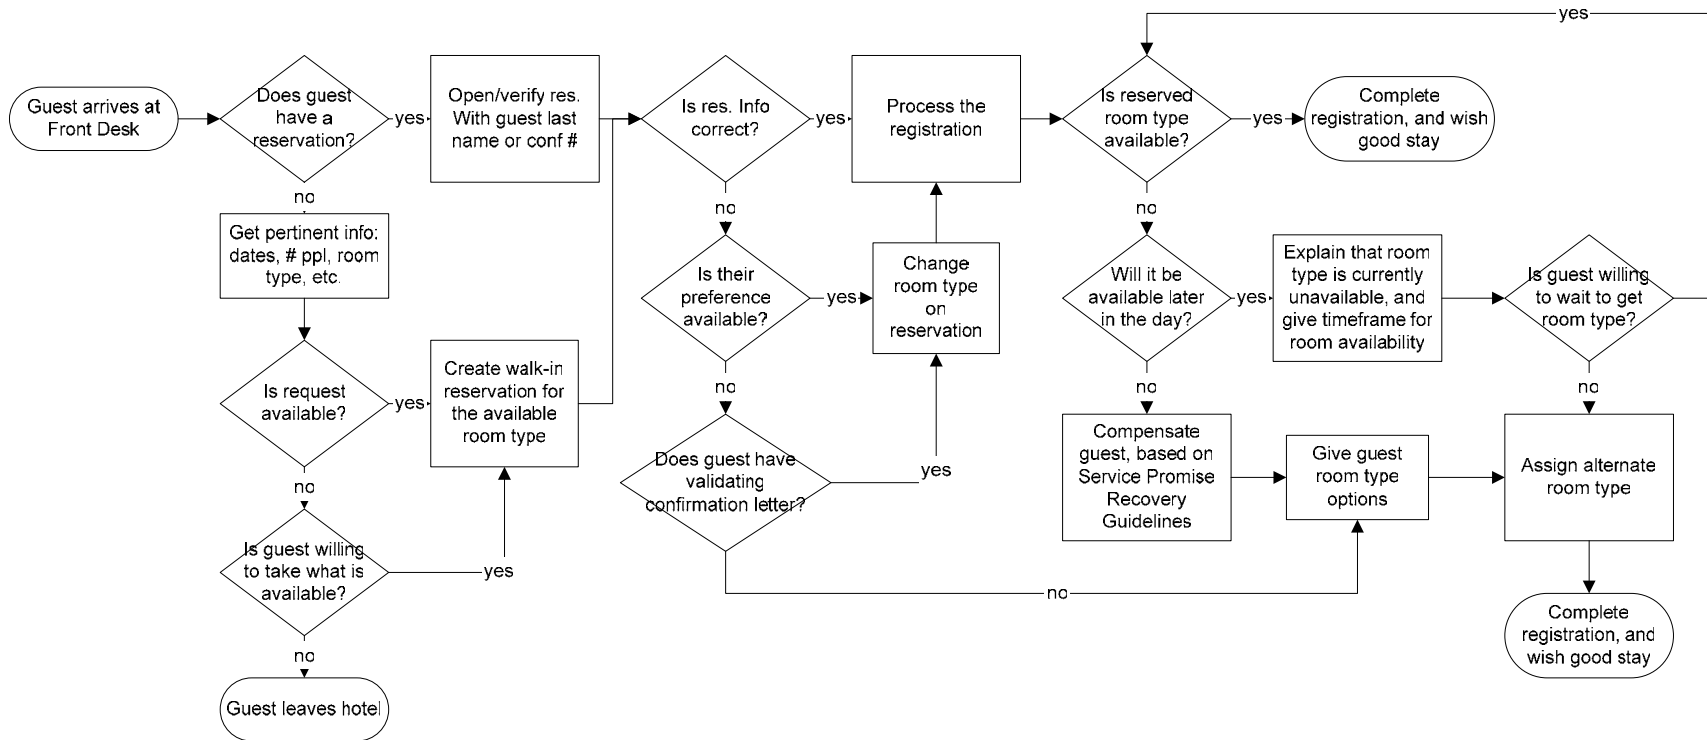 yes
Guest arrives at
Front Desk
Does guest
have a
reservation?
yes
Open/verify res.
With guest last
name or conf #
Is res. Info
correct?
yes
Process the
registration
Is reserved
room type
available?
yes
Complete
registration, and wish
good stay
no
Get pertinent info:
dates, # ppl, room
type, etc.
no
Is their
preference
available?
yes
Change
room type
on
reservation
no
Will it be
available later
in the day?
yes
Explain that room
type is currently
unavailable, and
give timeframe for
room availability
Is guest willing
to wait to get
room type?
Is request
available?
yes
Create walk-in
reservation for
the available
room type
no
Does guest have
validating
confirmation letter?
yes
no
Compensate
guest, based on
Service Promise
Recovery
Guidelines
Give guest
room type
options
no
Assign alternate
room type
no
Is guest willing
to take what is
available?
yes
no
Complete
registration, and
wish good stay
no
Guest leaves hotel